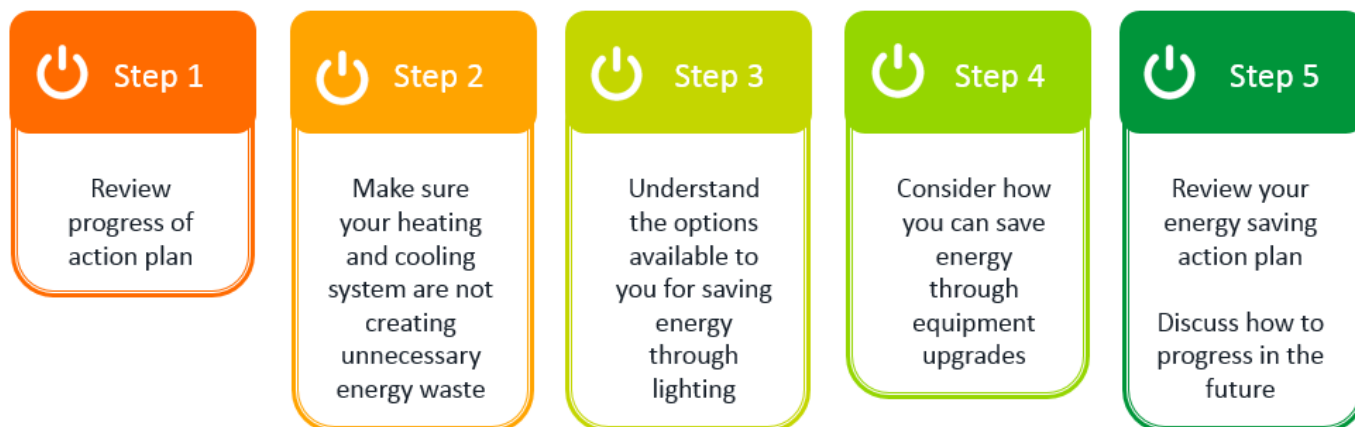 Step 1
Review
progress of
action plan
Step 2
Make sure
your heating
and cooling
system are not
creating
unnecessary
energy waste
Step 3
Understand
the options
available to
you for saving
energy
through
lighting
Step 4
Consider how
you can save
energy
through
equipment
upgrades
Step 5
Review your
energy saving
action plan
Discuss how to
progress in the
future